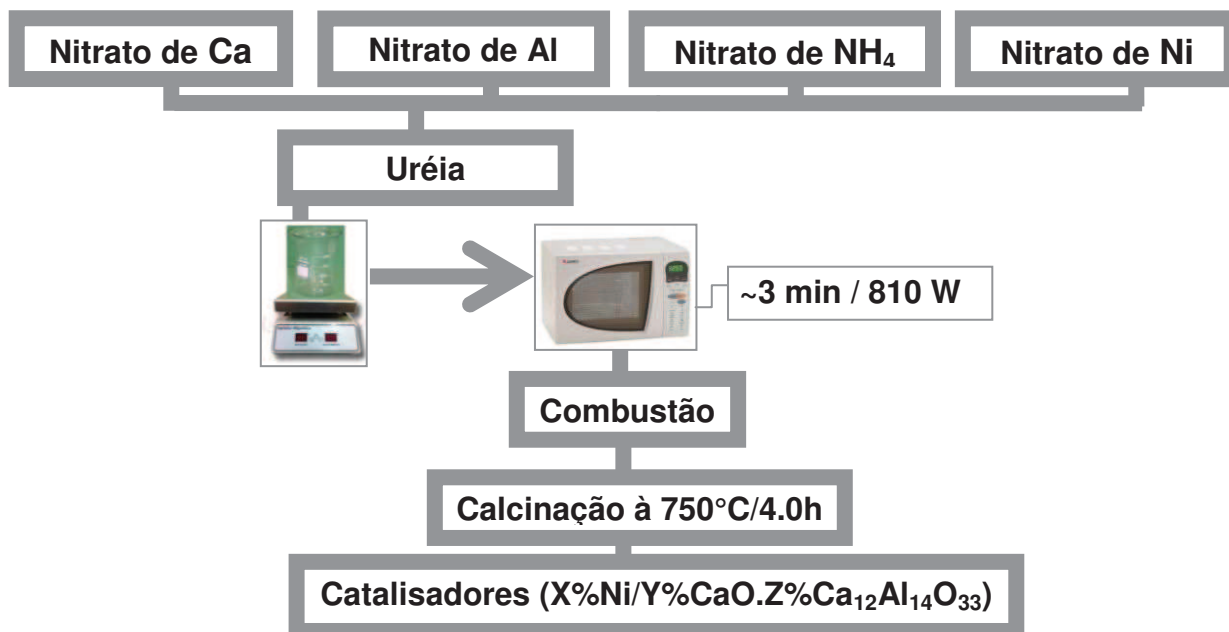 Nitrato de Ca
Nitrato de Al
Nitrato de NH₄
Nitrato de Ni
Uréia
~3 min / 810 W
Combustão
Calcinação à 750°C/4.0h
Catalisadores (X%Ni/Y%CaO.Z%Ca₁₂Al₁₄O₃₃)